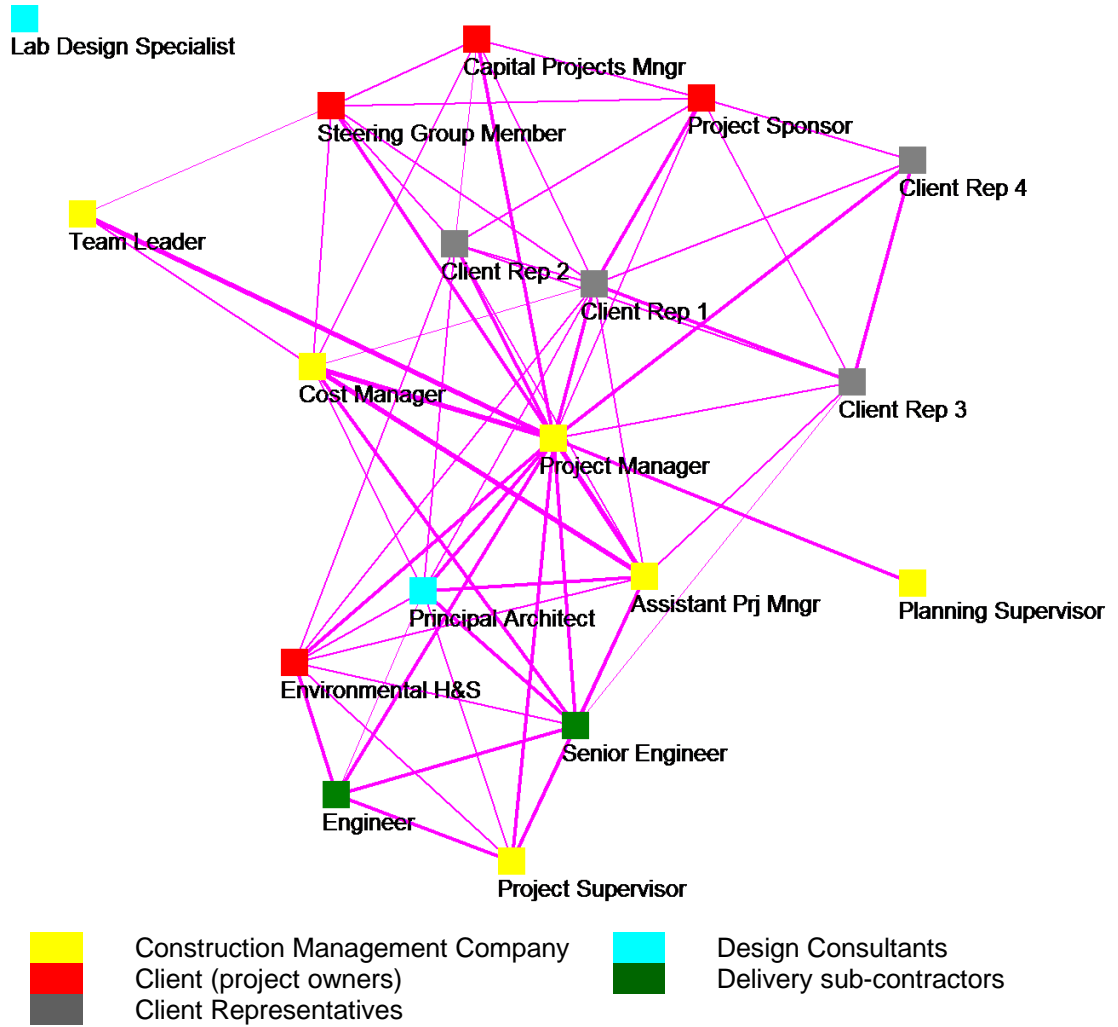 Lab Design Specialist
Capital Projects Mngr
Steering Group Member
Project Sponsor
Client Rep 4
Team Leader
Client Rep 2
Client Rep 1
Cost Manager
Client Rep 3
Project Manager
Assistant Prj Mngr
Planning Supervisor
Principal Architect
Environmental H&S
Senior Engineer
Engineer
Project Supervisor
Construction Management Company
Design Consultants
Client (project owners)
Delivery sub-contractors
Client Representatives